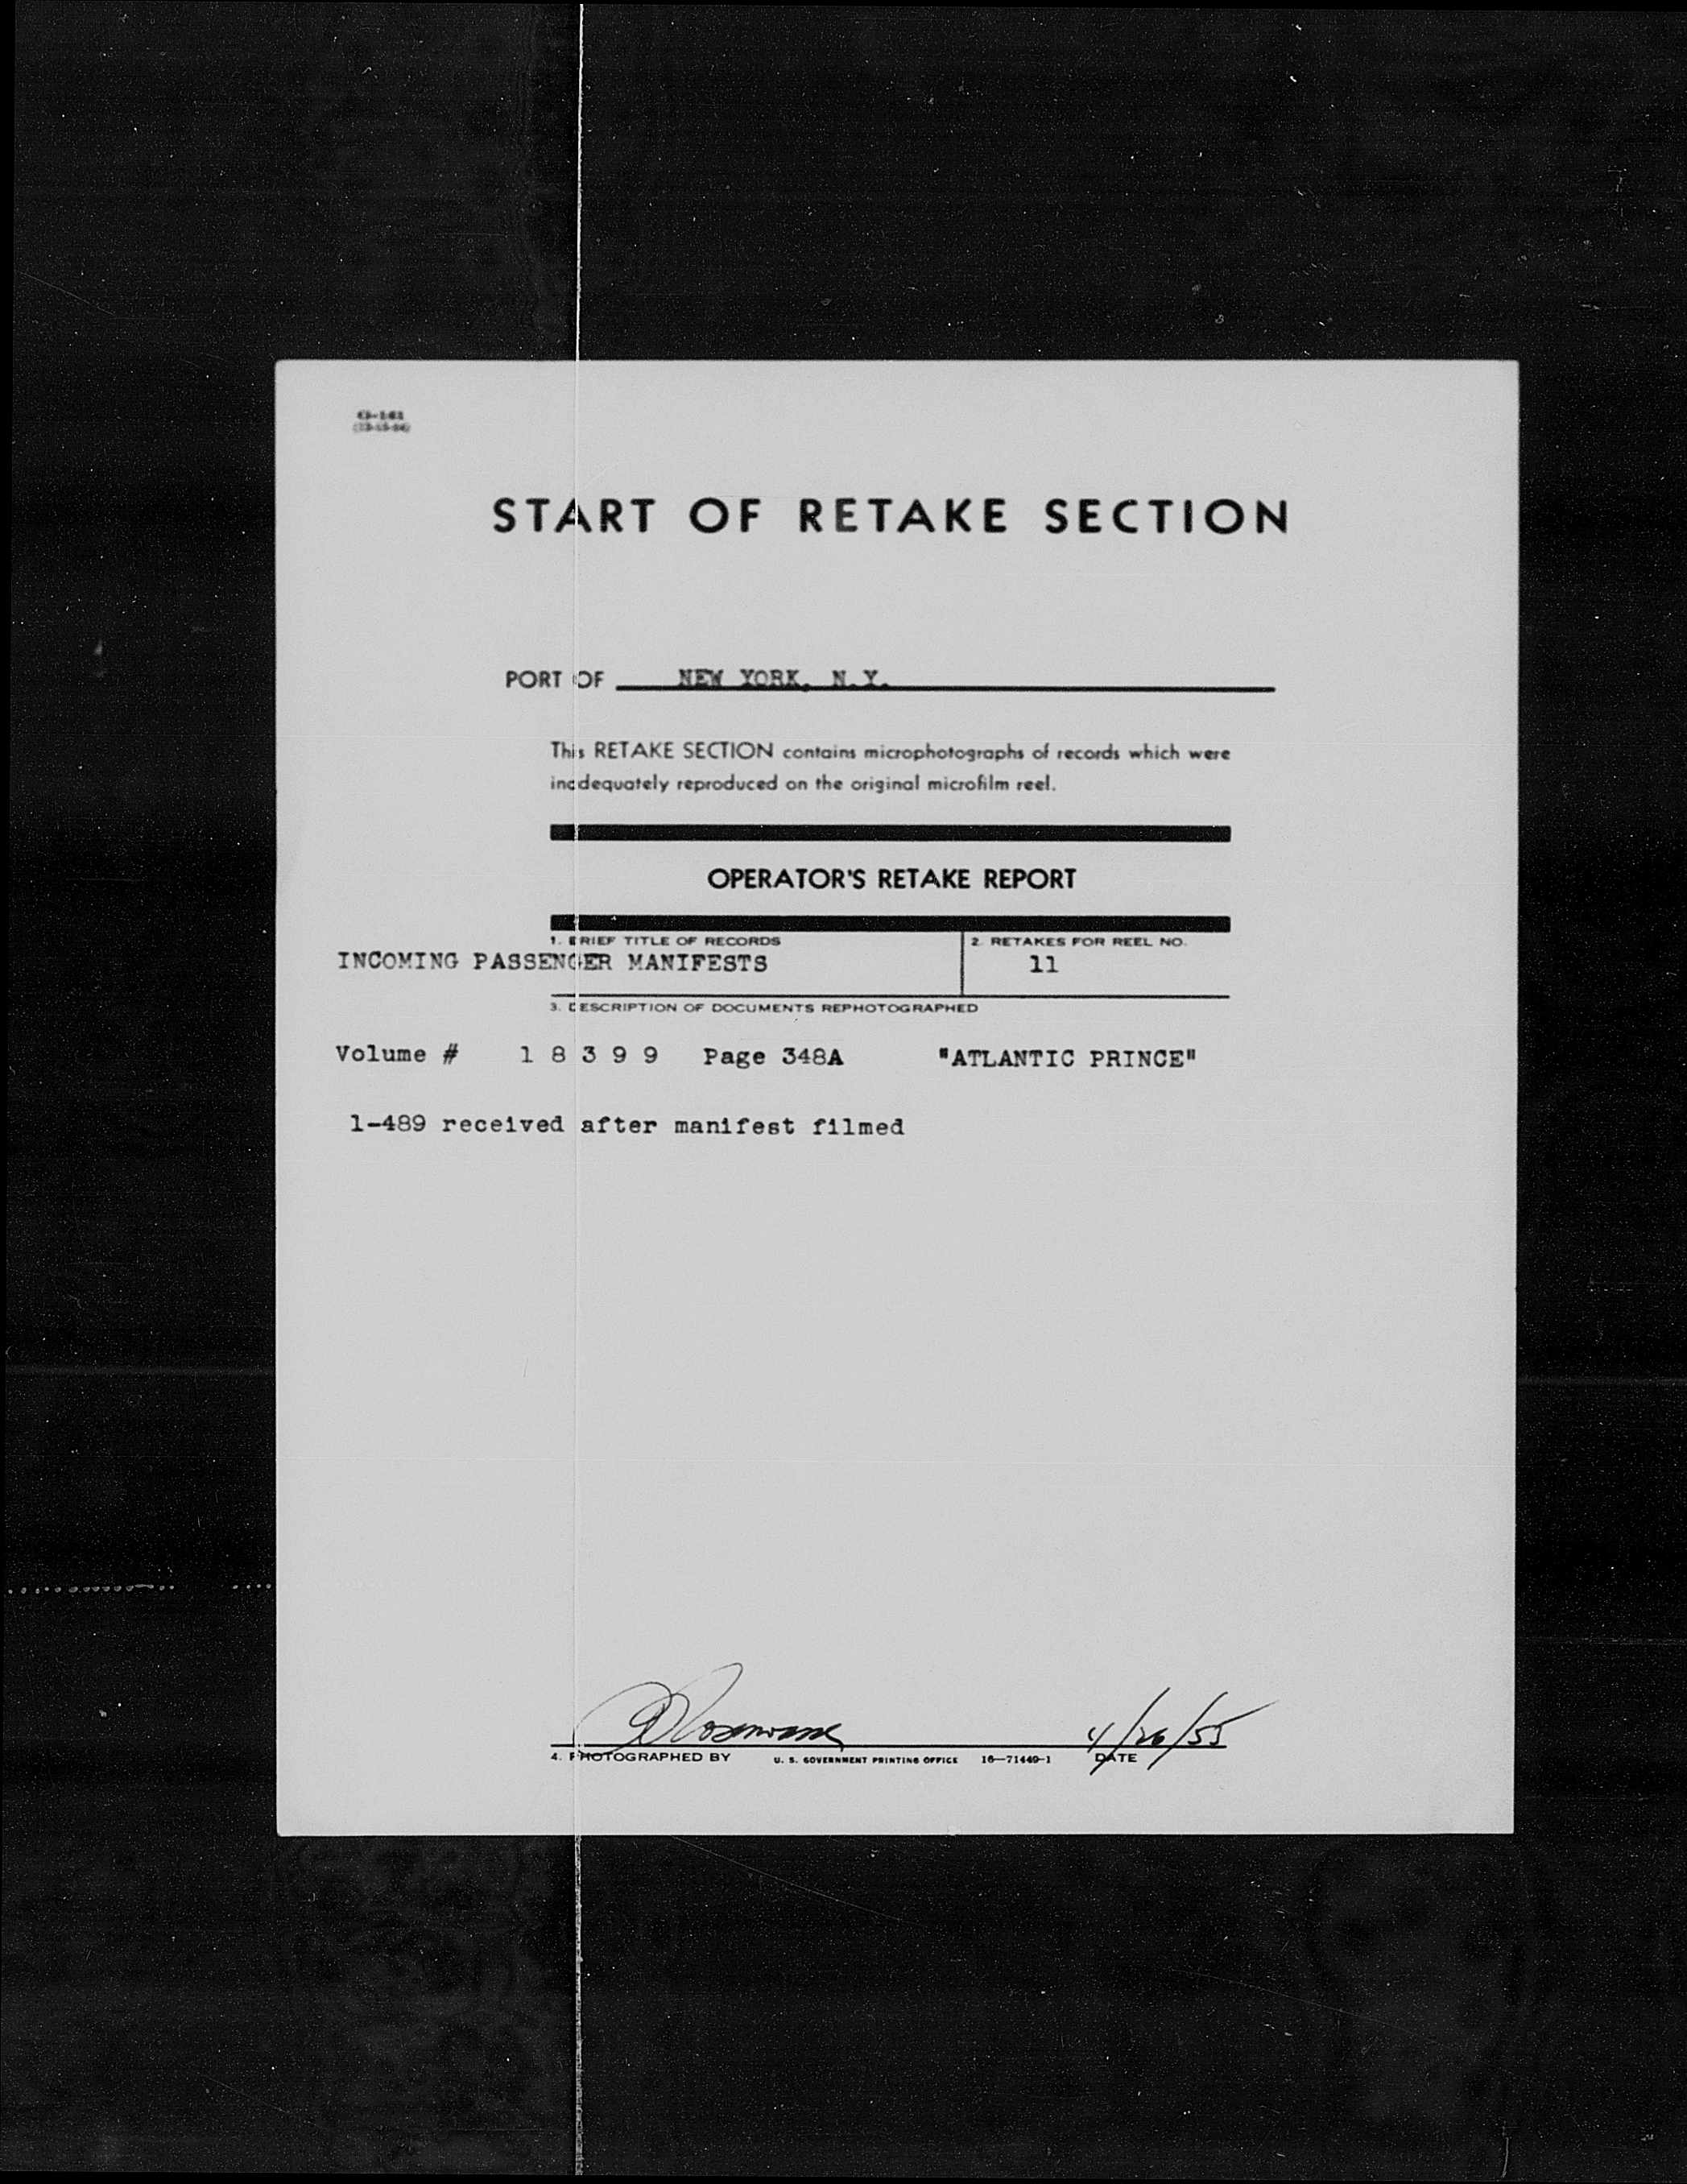 START OF RETAKE SECTION
PORT OF NEW YORK, N.Y.
This RETAKE SECTION contains microphotographs of records which were
inadequately reproduced on the original microfilm reel.
OPERATOR'S RETAKE REPORT
1. BRIEF TITLE OF RECORDS
2. RETAKES FOR REEL NO.
INCOMING PASSENGER MANIFESTS
11
3. DESCRIPTION OF DOCUMENTS REPHOTOGRAPHED
Volume # 1 8 3 9 9 Page 348A "ATLANTIC PRINCE"
1-489 received after manifest filmed
4/26/55
4. PHOTOGRAPHED BY U. S. GOVERNMENT PRINTING OFFICE 16—71449-1 DATE